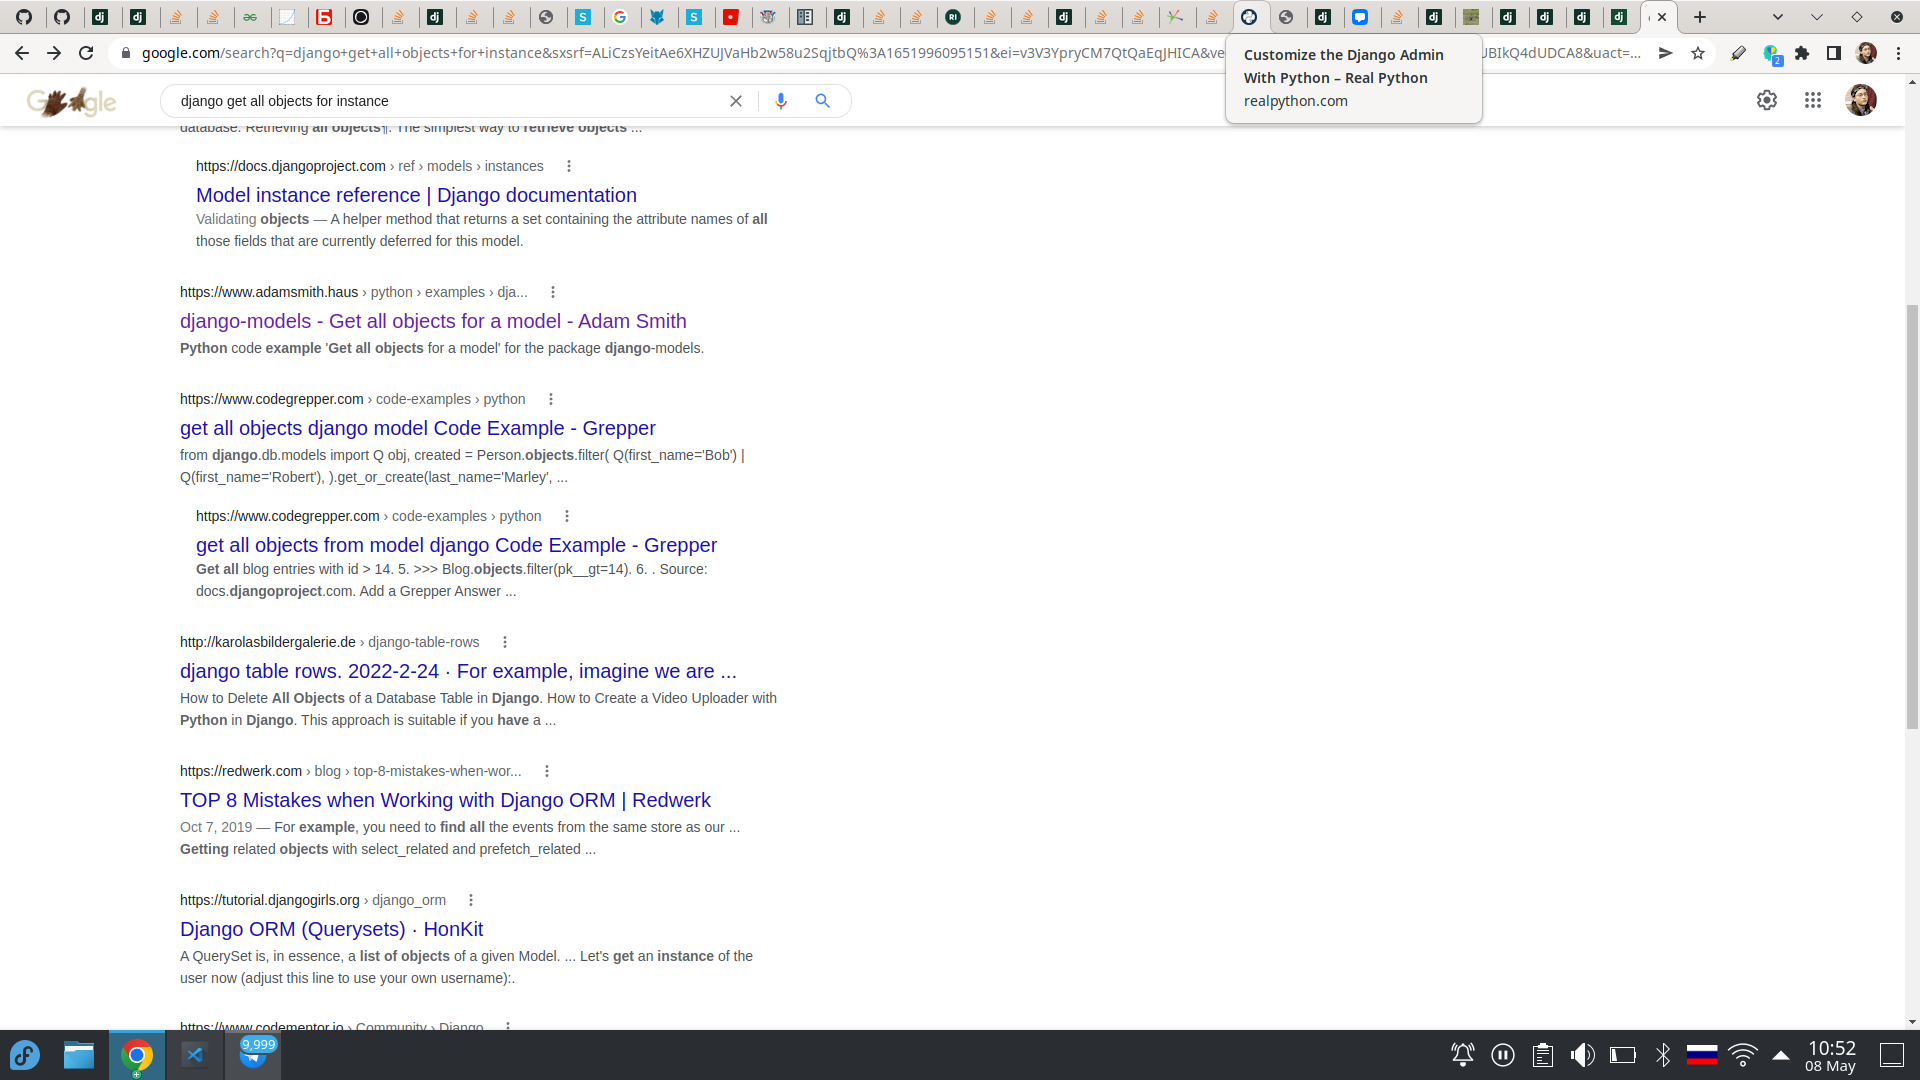 google.com/search?q=django+get+all+objects+for+instance&sxsrf=ALiCzsYeitAe6XHZUJVaHb2w58u2SqjtbQ%3A1651996095151&ei=v3V3YpryCM7QtQaEqJHICA&ve
UBIkQ4dUDCA8&uact=...
2
Customize the Django Admin
With Python – Real Python
realpython.com
django get all objects for instance
database. Retrieving all objects¶. The simplest way to retrieve objects ...
https://docs.djangoproject.com › ref › models › instances
Model instance reference | Django documentation
Validating objects — A helper method that returns a set containing the attribute names of all
those fields that are currently deferred for this model.
https://www.adamsmith.haus › python › examples › dja...
django-models - Get all objects for a model - Adam Smith
Python code example 'Get all objects for a model' for the package django-models.
https://www.codegrepper.com › code-examples › python
get all objects django model Code Example - Grepper
from django.db.models import Q obj, created = Person.objects.filter( Q(first_name='Bob') |
Q(first_name='Robert'), ).get_or_create(last_name='Marley', ...
https://www.codegrepper.com › code-examples › python
get all objects from model django Code Example - Grepper
Get all blog entries with id > 14. 5. >>> Blog.objects.filter(pk__gt=14). 6. . Source:
docs.djangoproject.com. Add a Grepper Answer ...
http://karolasbildergalerie.de › django-table-rows
django table rows. 2022-2-24 · For example, imagine we are ...
How to Delete All Objects of a Database Table in Django. How to Create a Video Uploader with
Python in Django. This approach is suitable if you have a ...
https://redwerk.com › blog › top-8-mistakes-when-wor...
TOP 8 Mistakes when Working with Django ORM | Redwerk
Oct 7, 2019 — For example, you need to find all the events from the same store as our ...
Getting related objects with select_related and prefetch_related ...
https://tutorial.djangogirls.org › django_orm
Django ORM (Querysets) · HonKit
A QuerySet is, in essence, a list of objects of a given Model. ... Let's get an instance of the
user now (adjust this line to use your own username):.
https://www.codementor.io › Community › Django
9,999
10:52
08 May